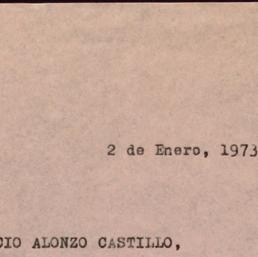 2 de Enero, 1973
CIO ALONZO CASTILLO,